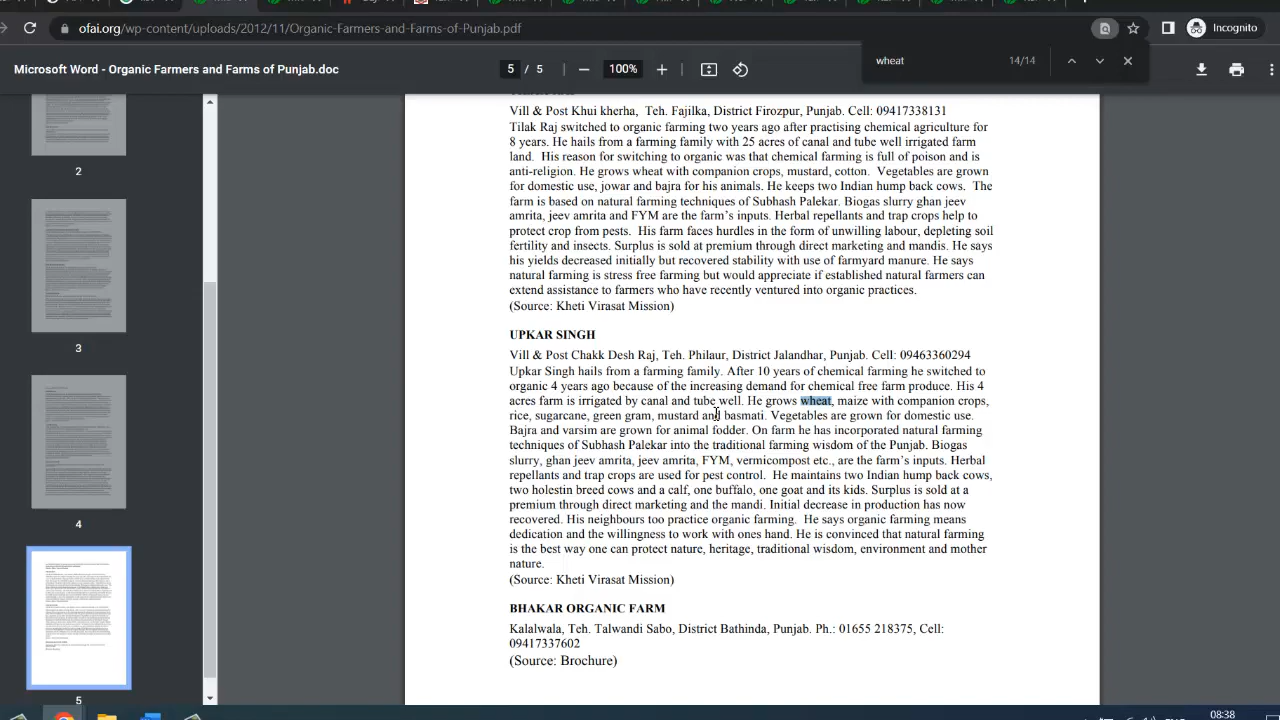 ofai.org/wp-content/uploads/2012/11/Organic-Farmers-and-Farms-of-Punjab.pdf
Incognito
Microsoft Word - Organic Farmers and Farms of Punjab.doc
5 / 5
100%
wheat
14/14
2
3
4
5
Vill & Post Khui kherha, Teh. Fajilka, District Firozpur, Punjab. Cell: 09417338131
Tilak Raj switched to organic farming two years ago after practising chemical agriculture for
8 years. He hails from a farming family with 25 acres of canal and tube well irrigated farm
land. His reason for switching to organic was that chemical farming is full of poison and is
anti-religion. He grows wheat with companion crops, mustard, cotton. Vegetables are grown
for domestic use, jowar and bajra for his animals. He keeps two Indian hump back cows. The
farm is based on natural farming techniques of Subhash Palekar. Biogas slurry ghan jeev
amrita, jeev amrita and FYM are the farm's inputs. Herbal repellants and trap crops help to
protect crop from pests. His farm faces hurdles in the form of unwilling labour, depleting soil
fertility and insects. Surplus is sold at premium through direct marketing and mandis. He says
his yields decreased initially but recovered stability with use of farmyard manure. He says
natural farming is stress free farming but would appreciate if established natural farmers can
extend assistance to farmers who have recently ventured into organic practices.
(Source: Kheti Virasat Mission)
UPKAR SINGH
Vill & Post Chakk Desh Raj, Teh. Philaur, District Jalandhar, Punjab. Cell: 09463360294
Upkar Singh hails from a farming family. After 10 years of chemical farming he switched to
organic 4 years ago because of the increasing demand for chemical free farm produce. His 4
acres farm is irrigated by canal and tube well. He grows wheat, maize with companion crops,
rice, sugarcane, green gram, mustard and basmati. Vegetables are grown for domestic use.
Bajra and varsim are grown for animal fodder. On farm he has incorporated natural farming
techniques of Subhash Palekar into the traditional farming wisdom of the Punjab. Biogas
slurry, ghan jeev amrita, jeev amrita, FYM, vermicompost etc., are the farm's inputs. Herbal
repellants and trap crops are used for pest control. He maintains two Indian hump back cows,
two holestin breed cows and a calf, one buffalo, one goat and its kids. Surplus is sold at a
premium through direct marketing and the mandi. Initial decrease in production has now
recovered. His neighbours too practice organic farming. He says organic farming means
dedication and the willingness to work with ones hand. He is convinced that natural farming
is the best way one can protect nature, heritage, traditional wisdom, environment and mother
nature.
(Source: Kheti Virasat Mission)
BHAKAR ORGANIC FARM
Kalalwala, Teh. Talwandi Sabo, District Bathinda, Punjab. Ph.: 01655 218375, Cell:
09417337602
(Source: Brochure)
08:38